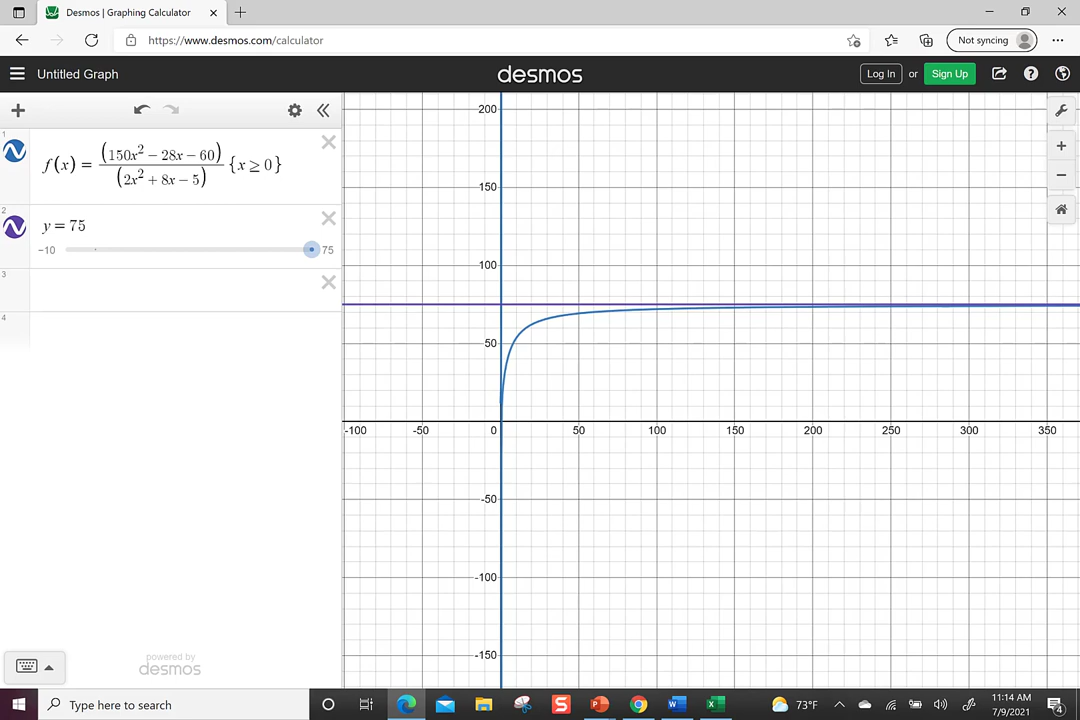 Desmos | Graphing Calculator
https://www.desmos.com/calculator
Not syncing
Untitled Graph
desmos
Log In or Sign Up
1
f(x) = (150x² − 28x − 60) / (2x² + 8x − 5) {x ≥ 0}
2
y = 75
−10 75
3
4
powered by
desmos
200
150
100
50
-100 -50 0 50 100 150 200 250 300 350
-50
-100
-150
Type here to search
73°F
11:14 AM
7/9/2021
4